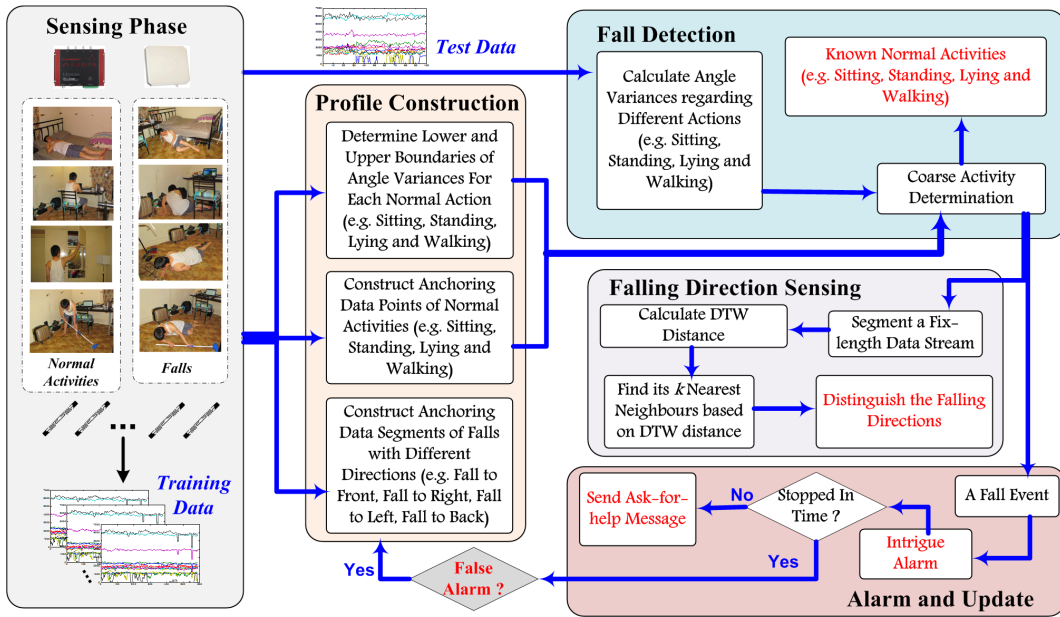 Sensing Phase
Normal
Activities
Falls
Training
Data
Test Data
Profile Construction
Determine Lower and
Upper Boundaries of
Angle Variances For
Each Normal Action
(e.g. Sitting, Standing,
Lying and Walking)
Construct Anchoring
Data Points of Normal
Activities (e.g. Sitting,
Standing, Lying and
Walking)
Construct Anchoring
Data Segments of Falls
with Different
Directions (e.g. Fall to
Front, Fall to Right, Fall
to Left, Fall to Back)
Fall Detection
Calculate Angle
Variances regarding
Different Actions
(e.g. Sitting,
Standing, Lying and
Walking)
Known Normal Activities
(e.g. Sitting, Standing, Lying and
Walking)
Coarse Activity
Determination
Falling Direction Sensing
Calculate DTW
Distance
Segment a Fix-
length Data Stream
Find its k Nearest
Neighbours based
on DTW distance
Distinguish the Falling
Directions
Send Ask-for-
help Message
No
Stopped In
Time ?
A Fall Event
Intrigue
Alarm
Yes
False
Alarm ?
Yes
Alarm and Update